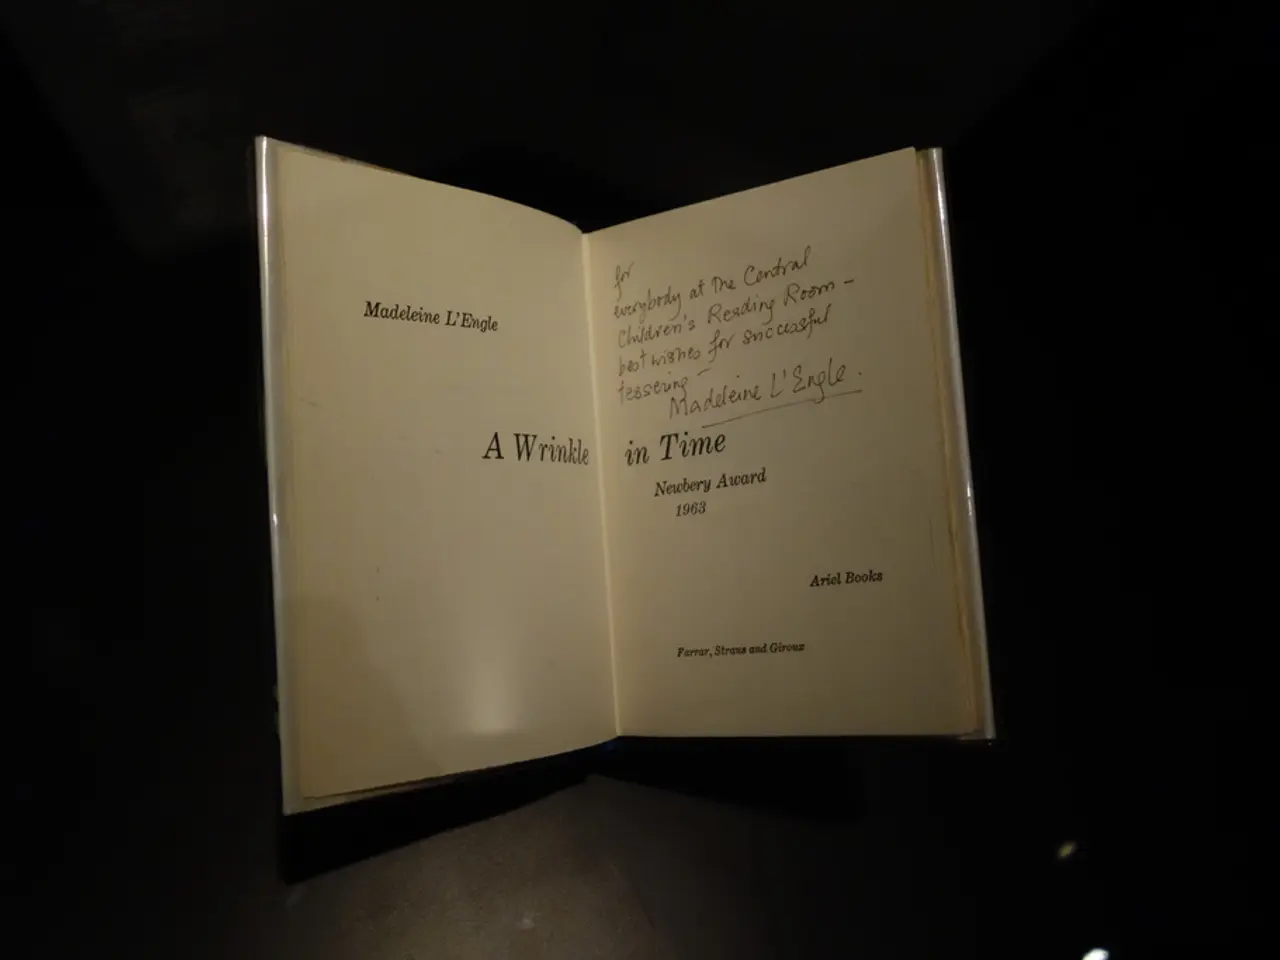 Madeleine L'Engle
for
everybody at the Central
Children's Reading Room –
best wishes for successful
tessering –
Madeleine L'Engle.
A Wrinkle in Time
Newbery Award
1963
Ariel Books
Farrar, Straus and Giroux